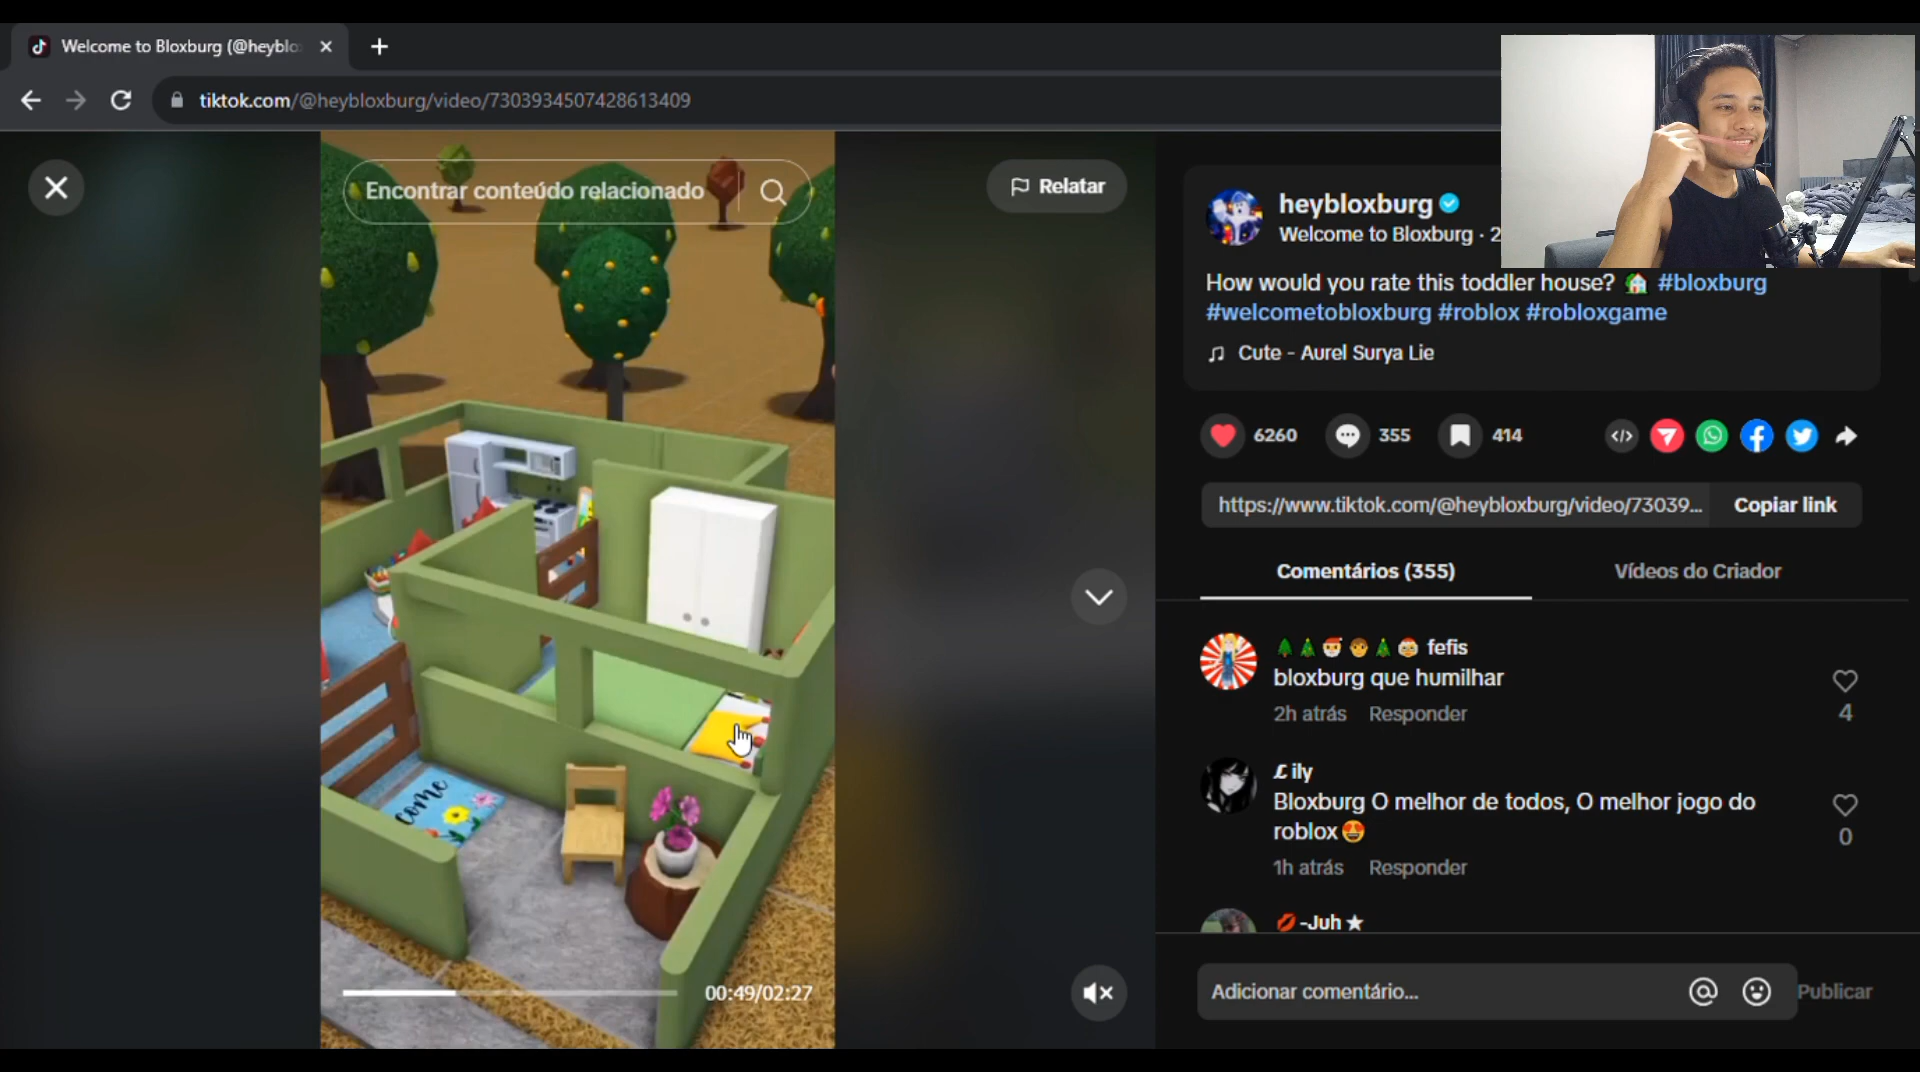 Welcome to Bloxburg (@heyblo
tiktok.com/@heybloxburg/video/7303934507428613409
Encontrar conteúdo relacionado
Relatar
come
00:49/02:27
heybloxburg
Welcome to Bloxburg · 2
How would you rate this toddler house? 🏡 #bloxburg
#welcometobloxburg #roblox #robloxgame
Cute - Aurel Surya Lie
6260
355
414
https://www.tiktok.com/@heybloxburg/video/73039...
Copiar link
Comentários (355)
Vídeos do Criador
🌲🎄🎅🧑🎄🤶 fefis
bloxburg que humilhar
2h atrás Responder
4
ℒ ily
Bloxburg O melhor de todos, O melhor jogo do
roblox😍
1h atrás Responder
0
💋-Juh★
Adicionar comentário...
Publicar